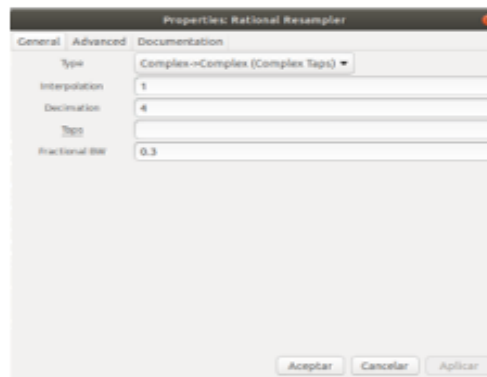 Properties: Rational Resampler
General Advanced Documentation
Type Complex->Complex (Complex Taps)
Interpolation 1
Decimation 4
Taps
Fractional BW 0.3
Aceptar Cancelar Aplicar